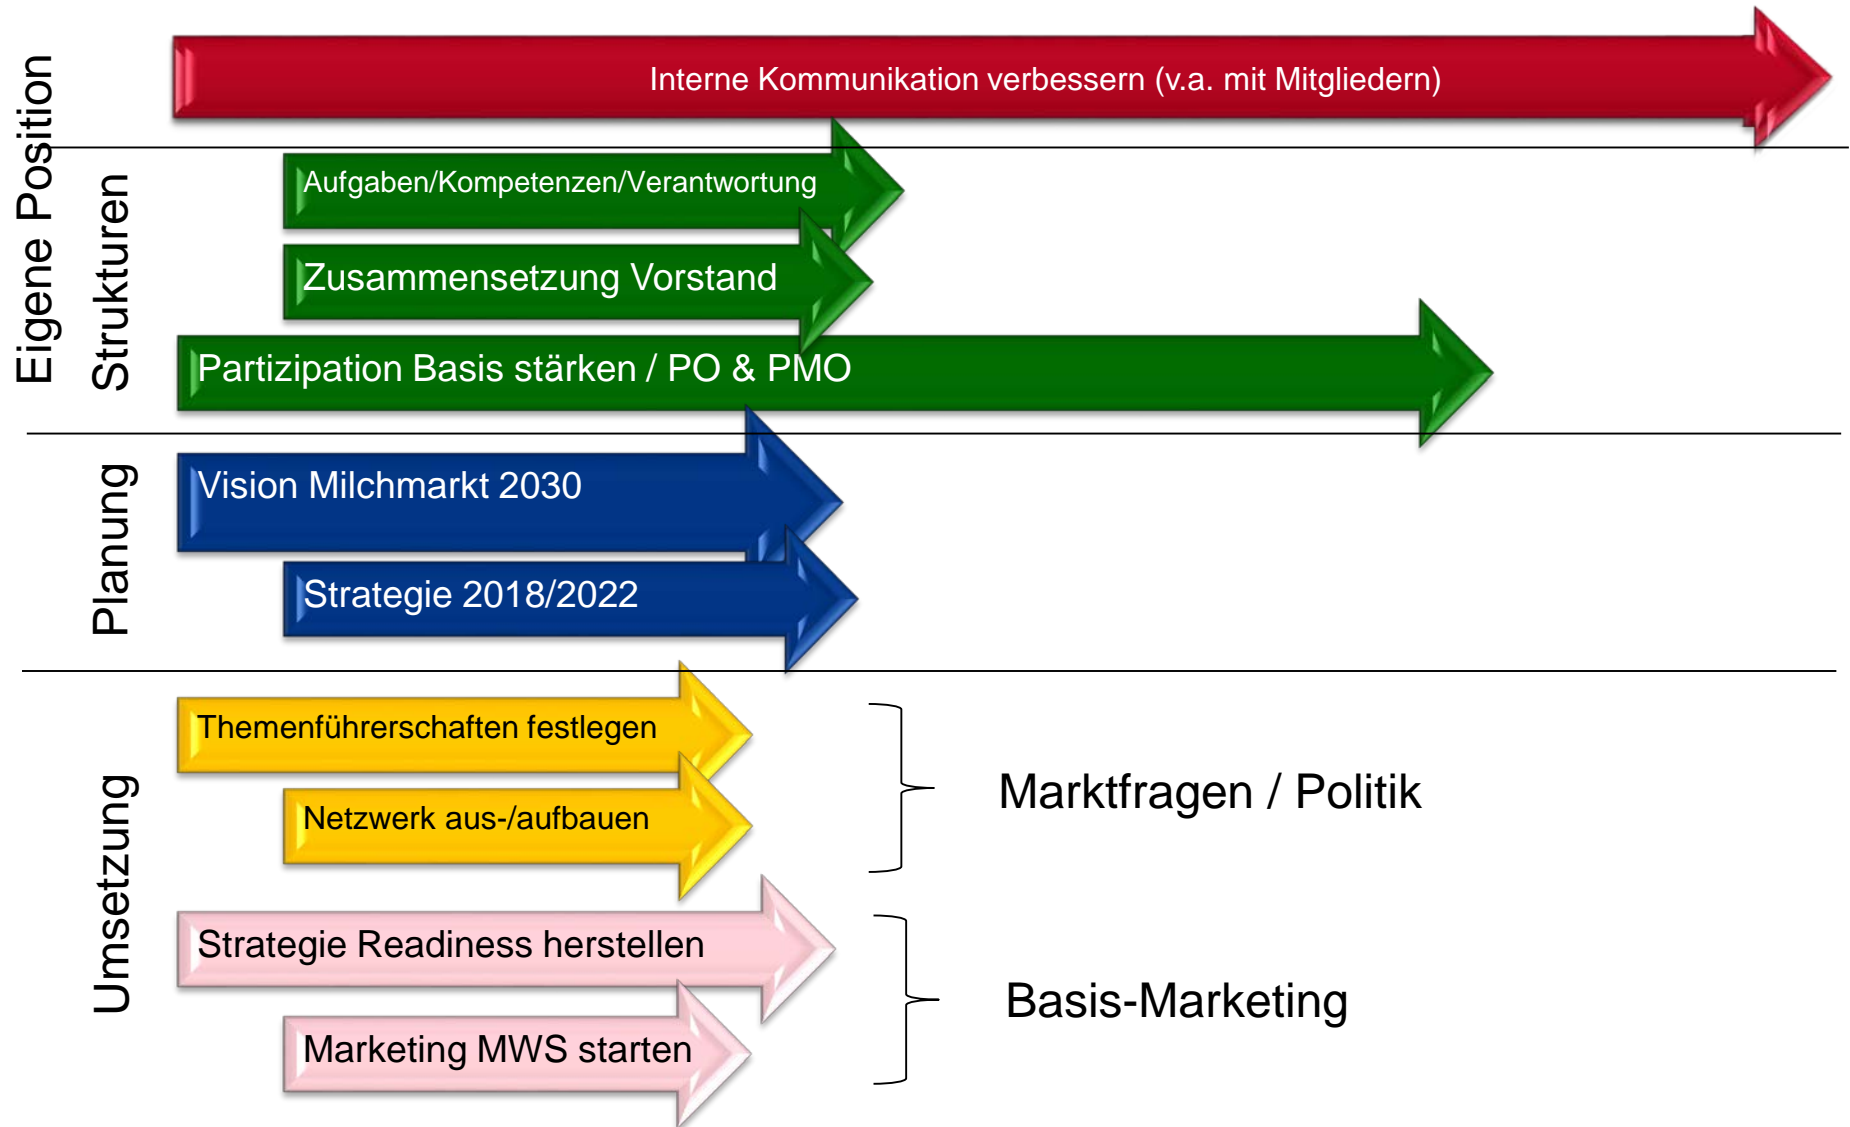 Eigene Position
Interne Kommunikation verbessern (v.a. mit Mitgliedern)
Strukturen
Aufgaben/Kompetenzen/Verantwortung
Zusammensetzung Vorstand
Partizipation Basis stärken / PO & PMO
Planung
Vision Milchmarkt 2030
Strategie 2018/2022
Umsetzung
Themenführerschaften festlegen
Netzwerk aus-/aufbauen
Marktfragen / Politik
Strategie Readiness herstellen
Marketing MWS starten
Basis-Marketing